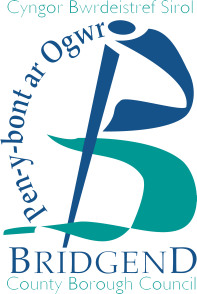 Cyngor Bwrdeistref Sirol
Pen-y-bont ar Ogwr
BRIDGEND
County Borough Council